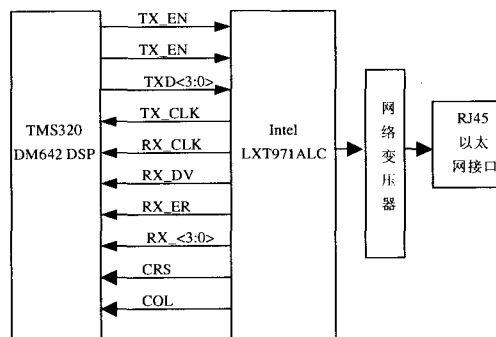 TX_EN
TX_EN
TXD<3:0>
TX_CLK
RX_CLK
RX_DV
RX_ER
RX_<3:0>
CRS
COL
TMS320
DM642 DSP
Intel
LXT971ALC
网
络
变
压
器
RJ45
以太
网接口